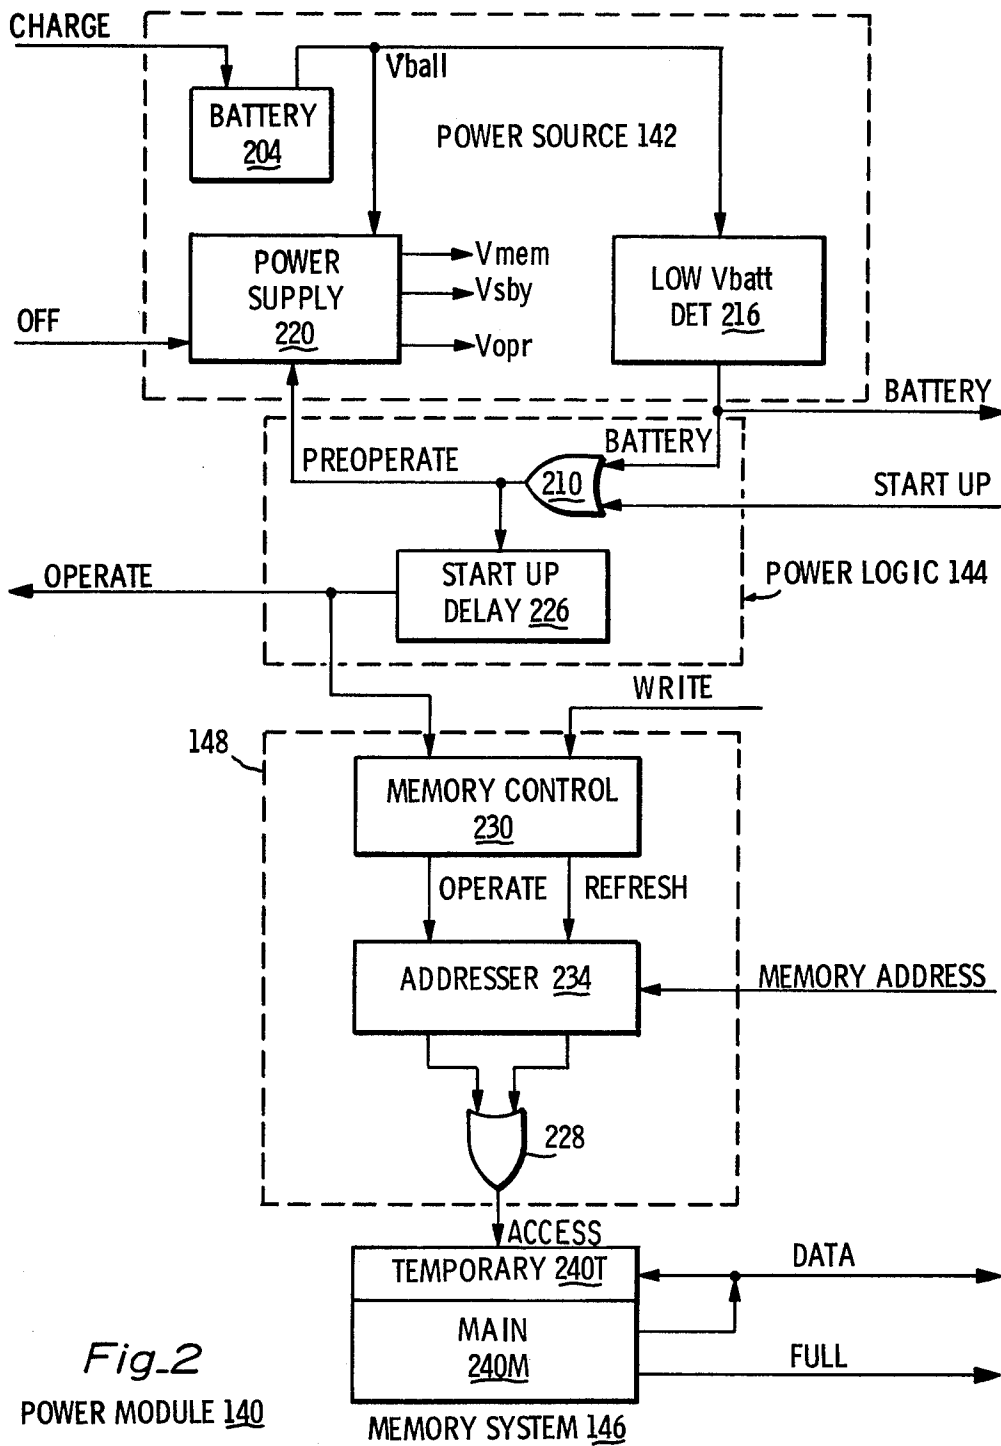 CHARGE
Vball
BATTERY
204
POWER SOURCE 142
POWER
SUPPLY
220
Vmem
Vsby
Vopr
LOW Vbatt
DET 216
OFF
BATTERY
BATTERY
PREOPERATE
210
START UP
OPERATE
START UP
DELAY 226
POWER LOGIC 144
WRITE
148
MEMORY CONTROL
230
OPERATE
REFRESH
ADDRESSER 234
MEMORY ADDRESS
228
ACCESS
TEMPORARY 240T
DATA
MAIN
240M
FULL
Fig_2
POWER MODULE 140
MEMORY SYSTEM 146